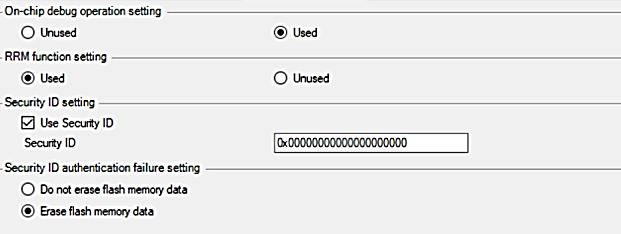 On-chip debug operation setting
Unused Used
RRM function setting
Used Unused
Security ID setting
Use Security ID
Security ID 0x00000000000000000000
Security ID authentication failure setting
Do not erase flash memory data
Erase flash memory data